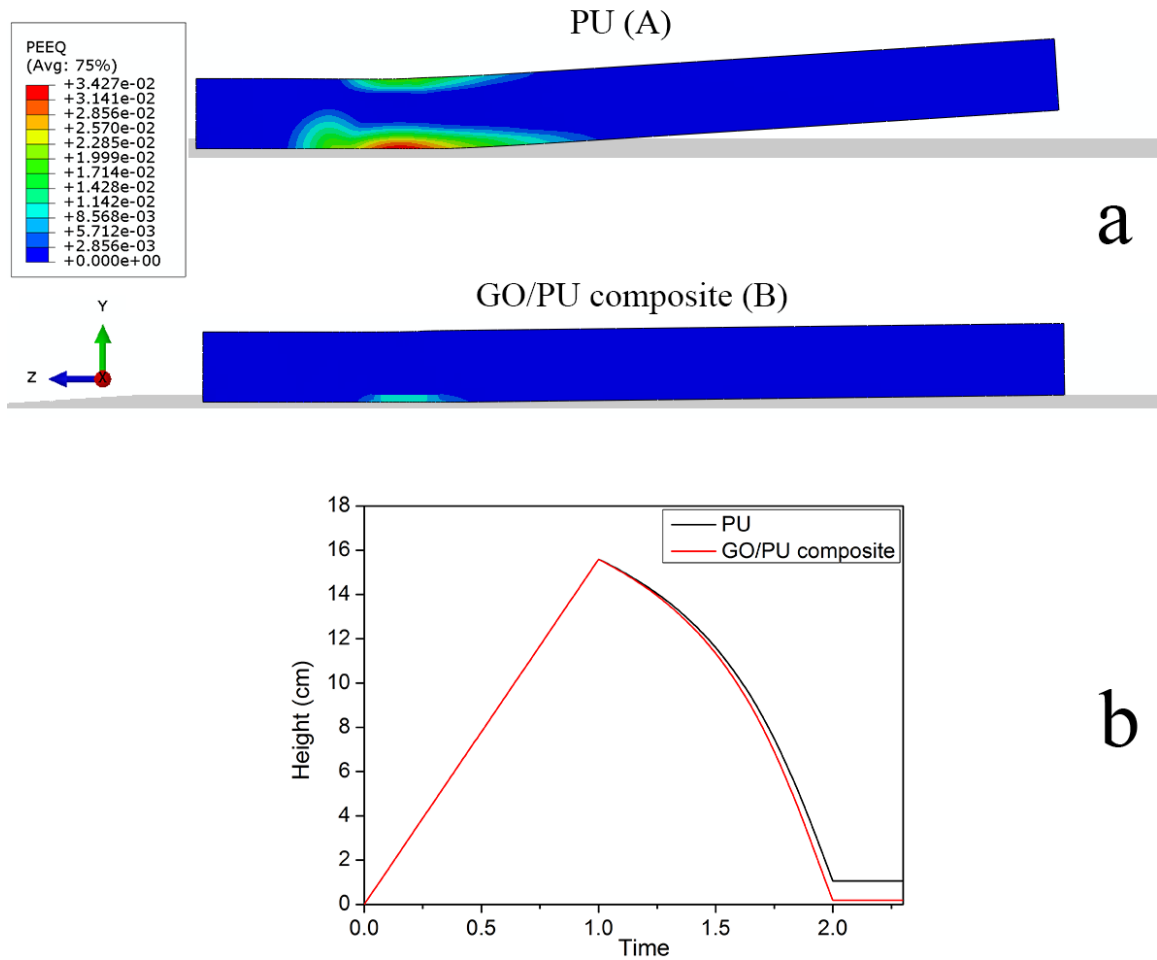 PU (A)
PEEQ
(Avg: 75%)
+3.427e-02
+3.141e-02
+2.856e-02
+2.570e-02
+2.285e-02
+1.999e-02
+1.714e-02
+1.428e-02
+1.142e-02
+8.568e-03
+5.712e-03
+2.856e-03
+0.000e+00
a
GO/PU composite (B)
Y
Z
X
18
16
14
12
10
8
6
4
2
0
Height (cm)
PU
GO/PU composite
0.0
0.5
1.0
1.5
2.0
Time
b